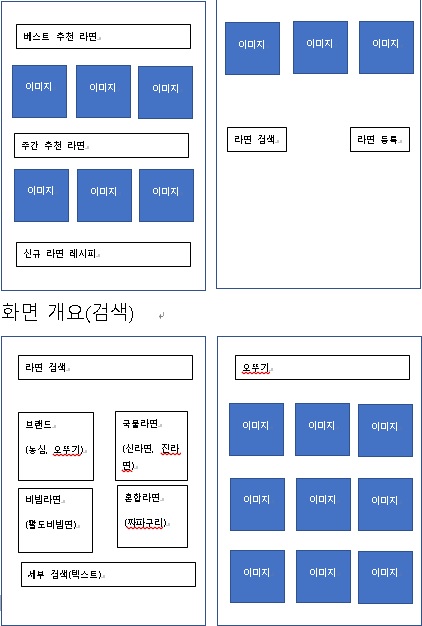 베스트 추천 라면
이미지 이미지 이미지
주간 추천 라면
이미지 이미지 이미지
신규 라면 레시피
이미지 이미지 이미지
라면 검색 라면 등록
화면 개요(검색)
라면 검색
브랜드
(농심, 오뚜기)
국물라면
(신라면, 진라
면)
비빔라면
(팔도비빔면)
혼합라면
(짜파구리)
세부 검색(텍스트)
오뚜기
이미지 이미지 이미지
이미지 이미지 이미지
이미지 이미지 이미지